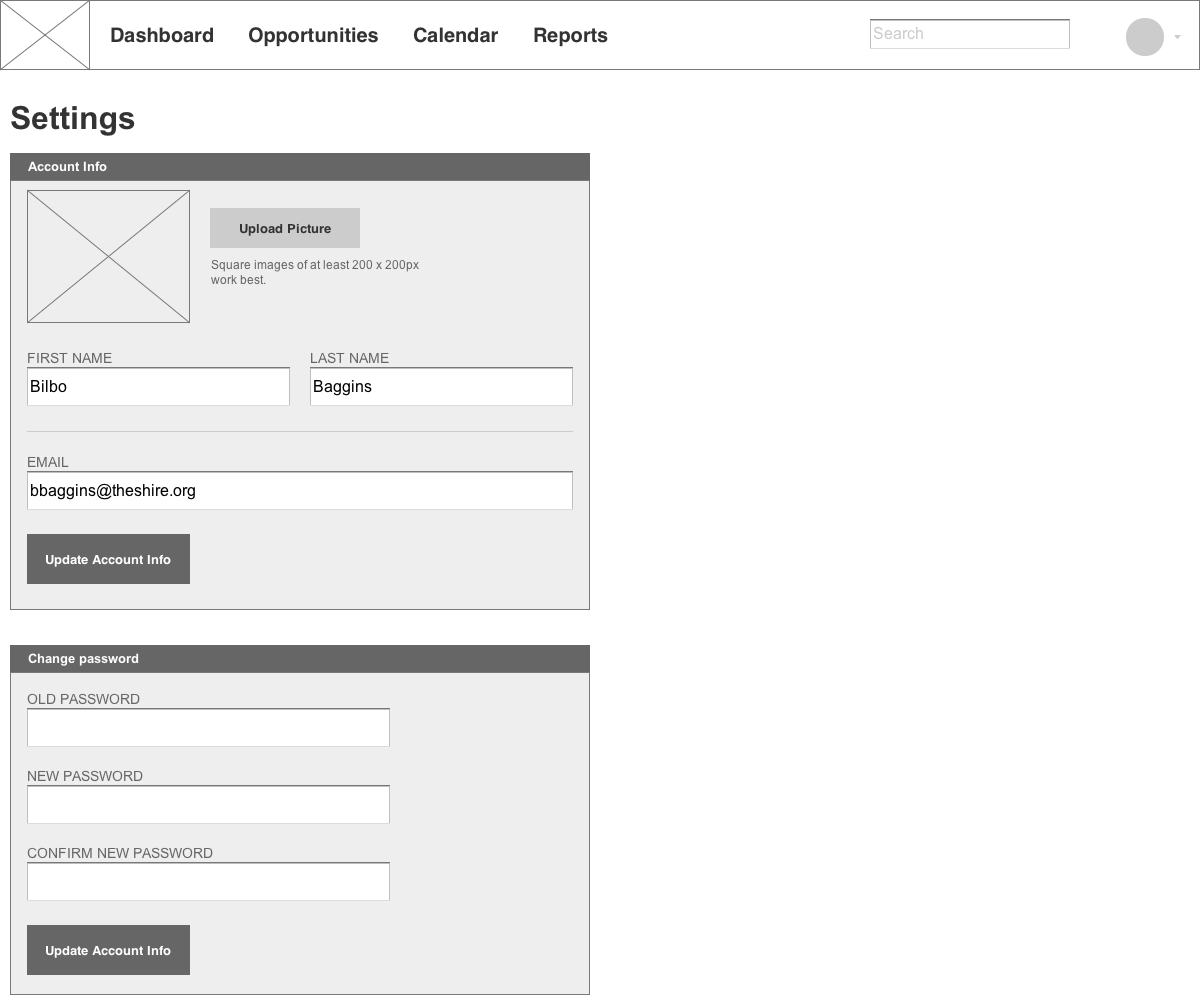 Dashboard Opportunities Calendar Reports Search
Settings
Account Info
Upload Picture
Square images of at least 200 x 200px
work best.
FIRST NAME LAST NAME
Bilbo Baggins
EMAIL
bbaggins@theshire.org
Update Account Info
Change password
OLD PASSWORD
NEW PASSWORD
CONFIRM NEW PASSWORD
Update Account Info